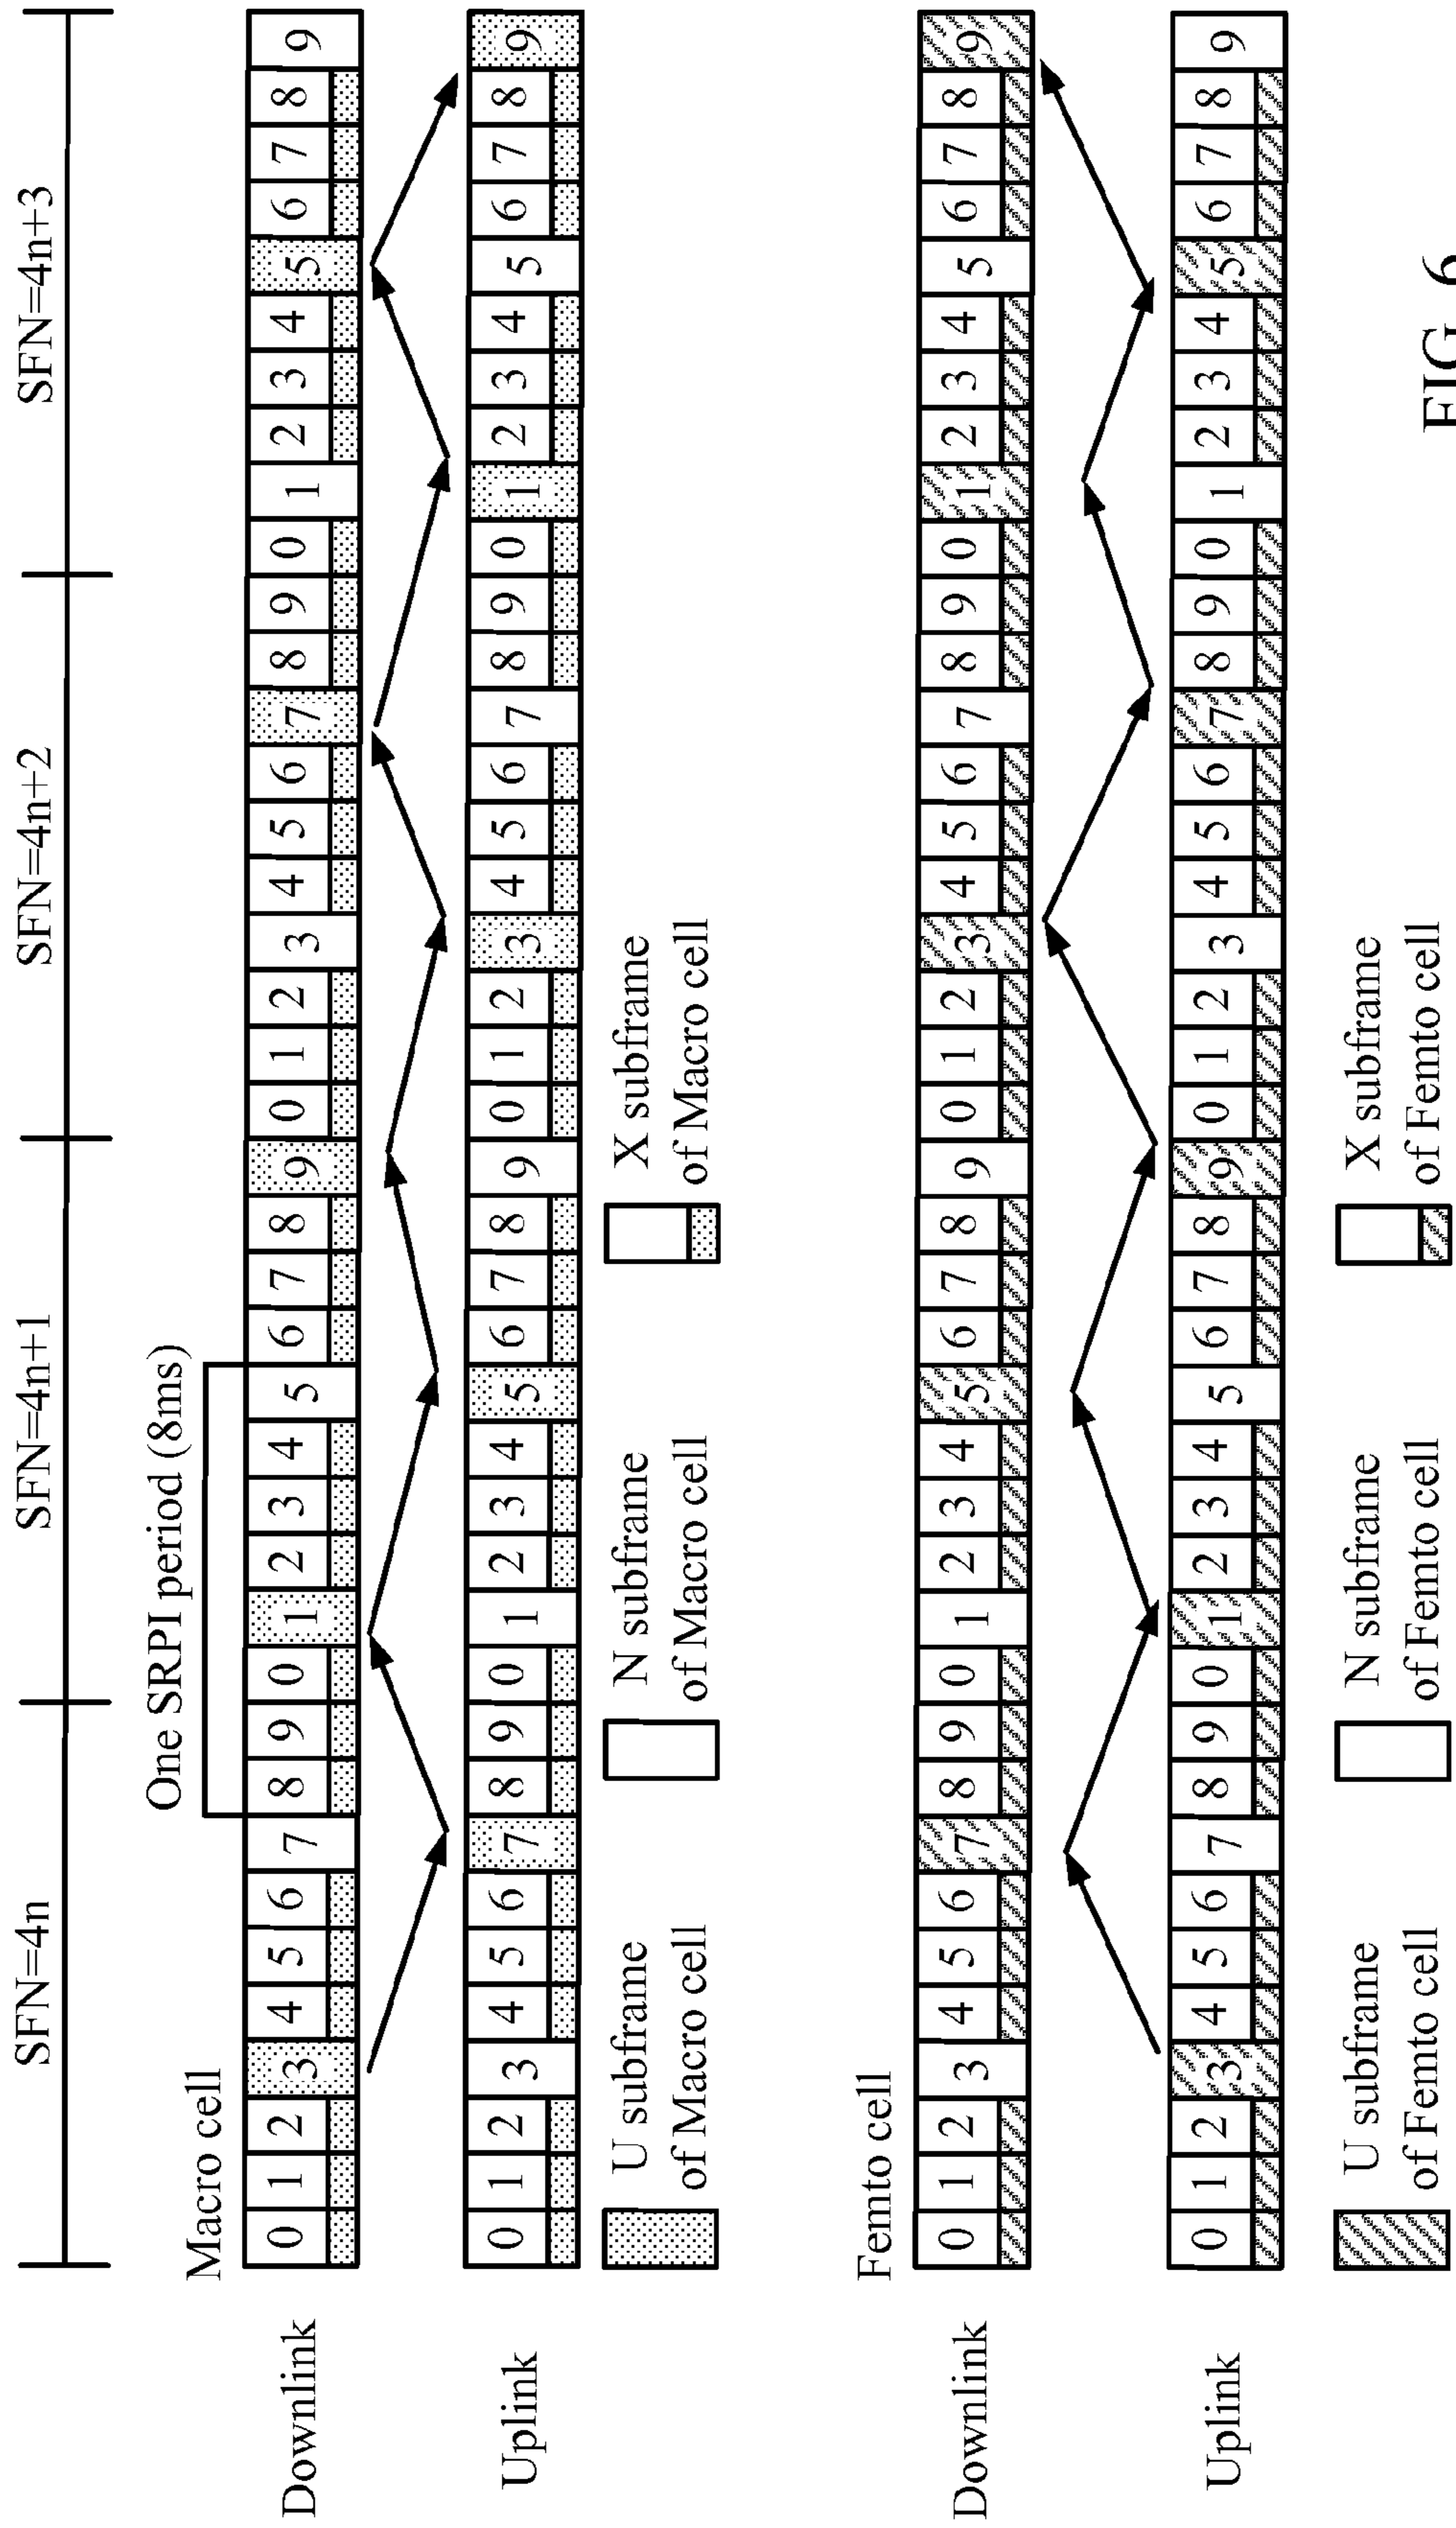 SFN=4n SFN=4n+1 SFN=4n+2 SFN=4n+3
One SRPI period (8ms)
Macro cell
Downlink 0 1 2 3 4 5 6 7 8 9 0 1 2 3 4 5 6 7 8 9 0 1 2 3 4 5 6 7 8 9 0 1 2 3 4 5 6 7 8 9
Uplink 0 1 2 3 4 5 6 7 8 9 0 1 2 3 4 5 6 7 8 9 0 1 2 3 4 5 6 7 8 9 0 1 2 3 4 5 6 7 8 9
U subframe
of Macro cell
N subframe
of Macro cell
X subframe
of Macro cell
Femto cell
Downlink 0 1 2 3 4 5 6 7 8 9 0 1 2 3 4 5 6 7 8 9 0 1 2 3 4 5 6 7 8 9 0 1 2 3 4 5 6 7 8 9
Uplink 0 1 2 3 4 5 6 7 8 9 0 1 2 3 4 5 6 7 8 9 0 1 2 3 4 5 6 7 8 9 0 1 2 3 4 5 6 7 8 9
U subframe
of Femto cell
N subframe
of Femto cell
X subframe
of Femto cell
FIG. 6